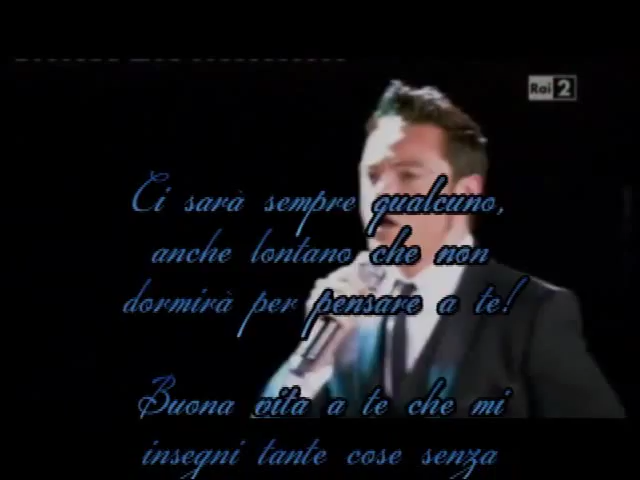 Rai 2
Ci sarà sempre qualcuno,
anche lontano che non
dormirà per pensare a te!
Buona vita a te che mi
insegni tante cose senza